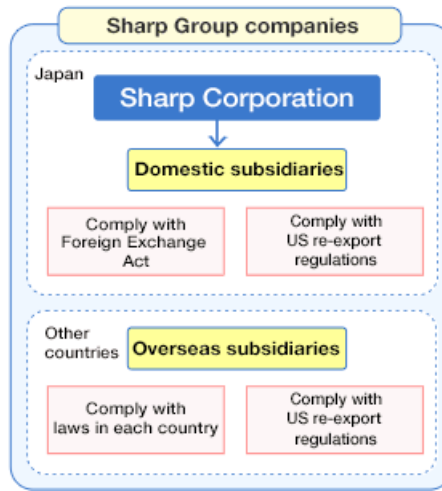 Sharp Group companies
Japan
Sharp Corporation
Domestic subsidiaries
Comply with
Foreign Exchange
Act
Comply with
US re-export
regulations
Other
countries
Overseas subsidiaries
Comply with
laws in each country
Comply with
US re-export
regulations